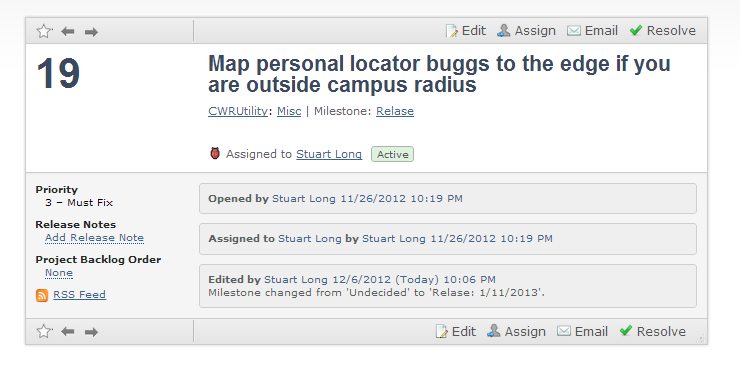 Edit Assign Email Resolve
19
Map personal locator buggs to the edge if you
are outside campus radius
CWRUtility: Misc | Milestone: Relase
Assigned to Stuart Long Active
Priority
3 – Must Fix
Release Notes
Add Release Note
Project Backlog Order
None
RSS Feed
Opened by Stuart Long 11/26/2012 10:19 PM
Assigned to Stuart Long by Stuart Long 11/26/2012 10:19 PM
Edited by Stuart Long 12/6/2012 (Today) 10:06 PM
Milestone changed from 'Undecided' to 'Relase: 1/11/2013'.
Edit Assign Email Resolve